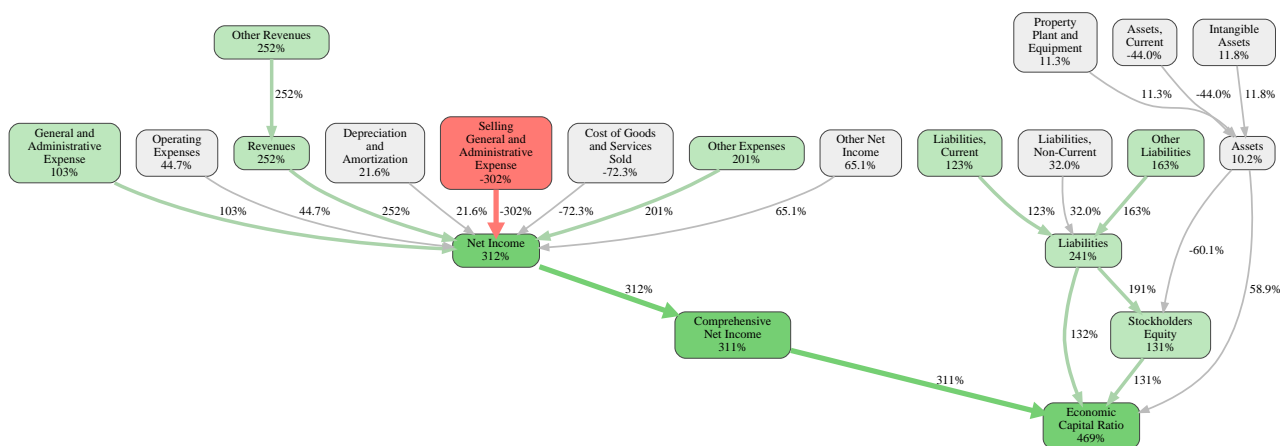 Other Revenues
252%
Property
Plant and
Equipment
11.3%
Assets,
Current
-44.0%
Intangible
Assets
11.8%
252%
11.3%
-44.0%
11.8%
General and
Administrative
Expense
103%
Operating
Expenses
44.7%
Revenues
252%
Depreciation
and
Amortization
21.6%
Selling
General and
Administrative
Expense
-302%
Cost of Goods
and Services
Sold
-72.3%
Other Expenses
201%
Other Net
Income
65.1%
Liabilities,
Current
123%
Liabilities,
Non-Current
32.0%
Other
Liabilities
163%
Assets
10.2%
103%
44.7%
252%
21.6%
-302%
-72.3%
201%
65.1%
123%
32.0%
163%
Net Income
312%
Liabilities
241%
-60.1%
312%
191%
58.9%
Comprehensive
Net Income
311%
132%
Stockholders
Equity
131%
311%
131%
Economic
Capital Ratio
469%